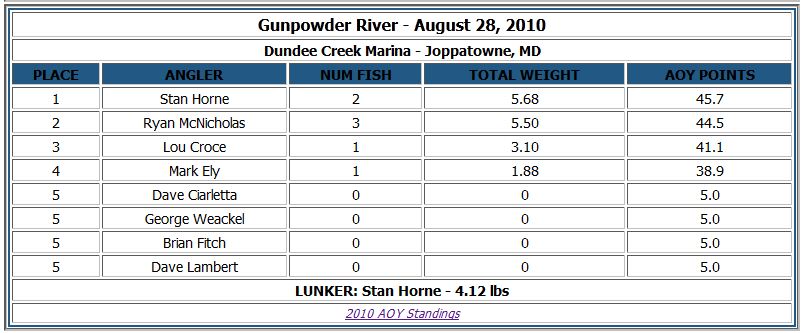 Gunpowder River - August 28, 2010
Dundee Creek Marina - Joppatowne, MD
PLACE ANGLER NUM FISH TOTAL WEIGHT AOY POINTS
1 Stan Horne 2 5.68 45.7
2 Ryan McNicholas 3 5.50 44.5
3 Lou Croce 1 3.10 41.1
4 Mark Ely 1 1.88 38.9
5 Dave Ciarletta 0 0 5.0
5 George Weackel 0 0 5.0
5 Brian Fitch 0 0 5.0
5 Dave Lambert 0 0 5.0
LUNKER: Stan Horne - 4.12 lbs
2010 AOY Standings